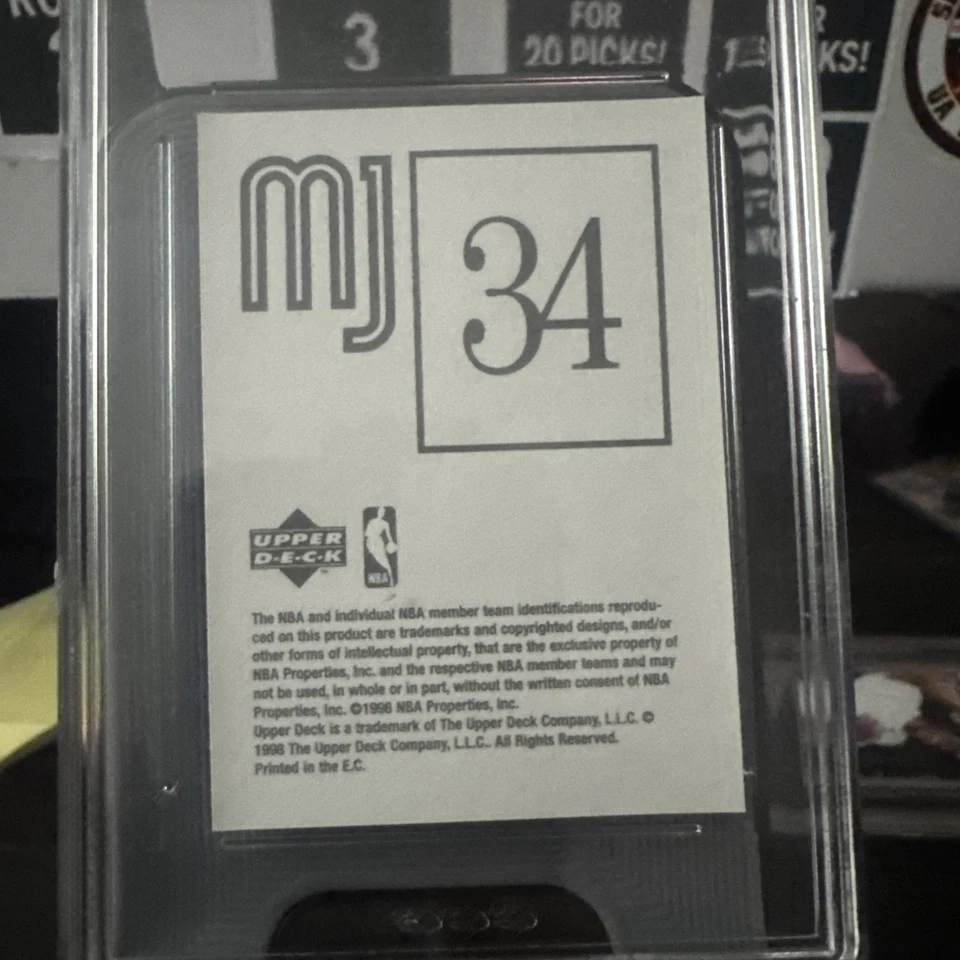 3
FOR
20 PICKS!
KS!
MJ
34
UPPER
D·E·C·K
NBA
The NBA and individual NBA member team identifications reprodu-
ced on this product are trademarks and copyrighted designs, and/or
other forms of intellectual property, that are the exclusive property of
NBA Properties, Inc. and the respective NBA member teams and may
not be used, in whole or in part, without the written consent of NBA
Properties, Inc. ©1998 NBA Properties, Inc.
Upper Deck is a trademark of The Upper Deck Company, L.L.C. ©
1998 The Upper Deck Company, L.L.C.. All Rights Reserved.
Printed in the E.C.